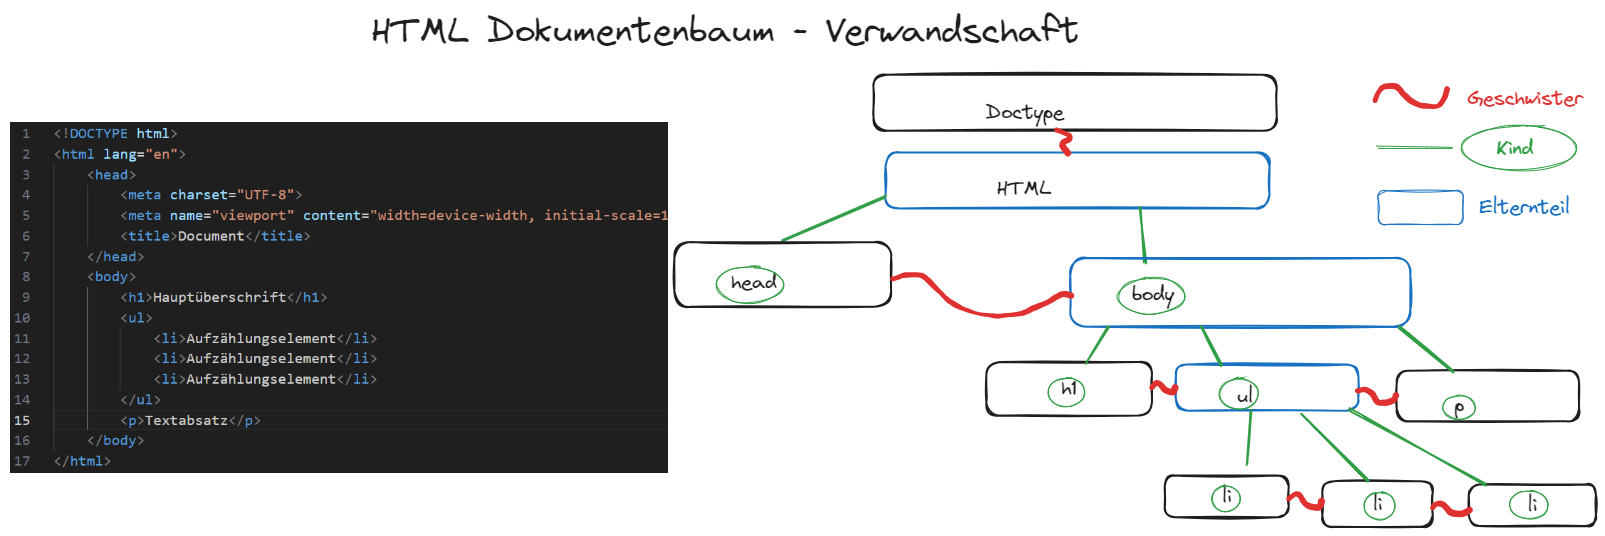 HTML Dokumentenbaum - Verwandschaft
1 <!DOCTYPE html>
2 <html lang="en">
3 <head>
4 <meta charset="UTF-8">
5 <meta name="viewport" content="width=device-width, initial-scale=1
6 <title>Document</title>
7 </head>
8 <body>
9 <h1>Hauptüberschrift</h1>
10 <ul>
11 <li>Aufzählungselement</li>
12 <li>Aufzählungselement</li>
13 <li>Aufzählungselement</li>
14 </ul>
15 <p>Textabsatz</p>
16 </body>
17 </html>
Doctype
HTML
head
body
h1
ul
p
li
li
li
Geschwister
Kind
Elternteil